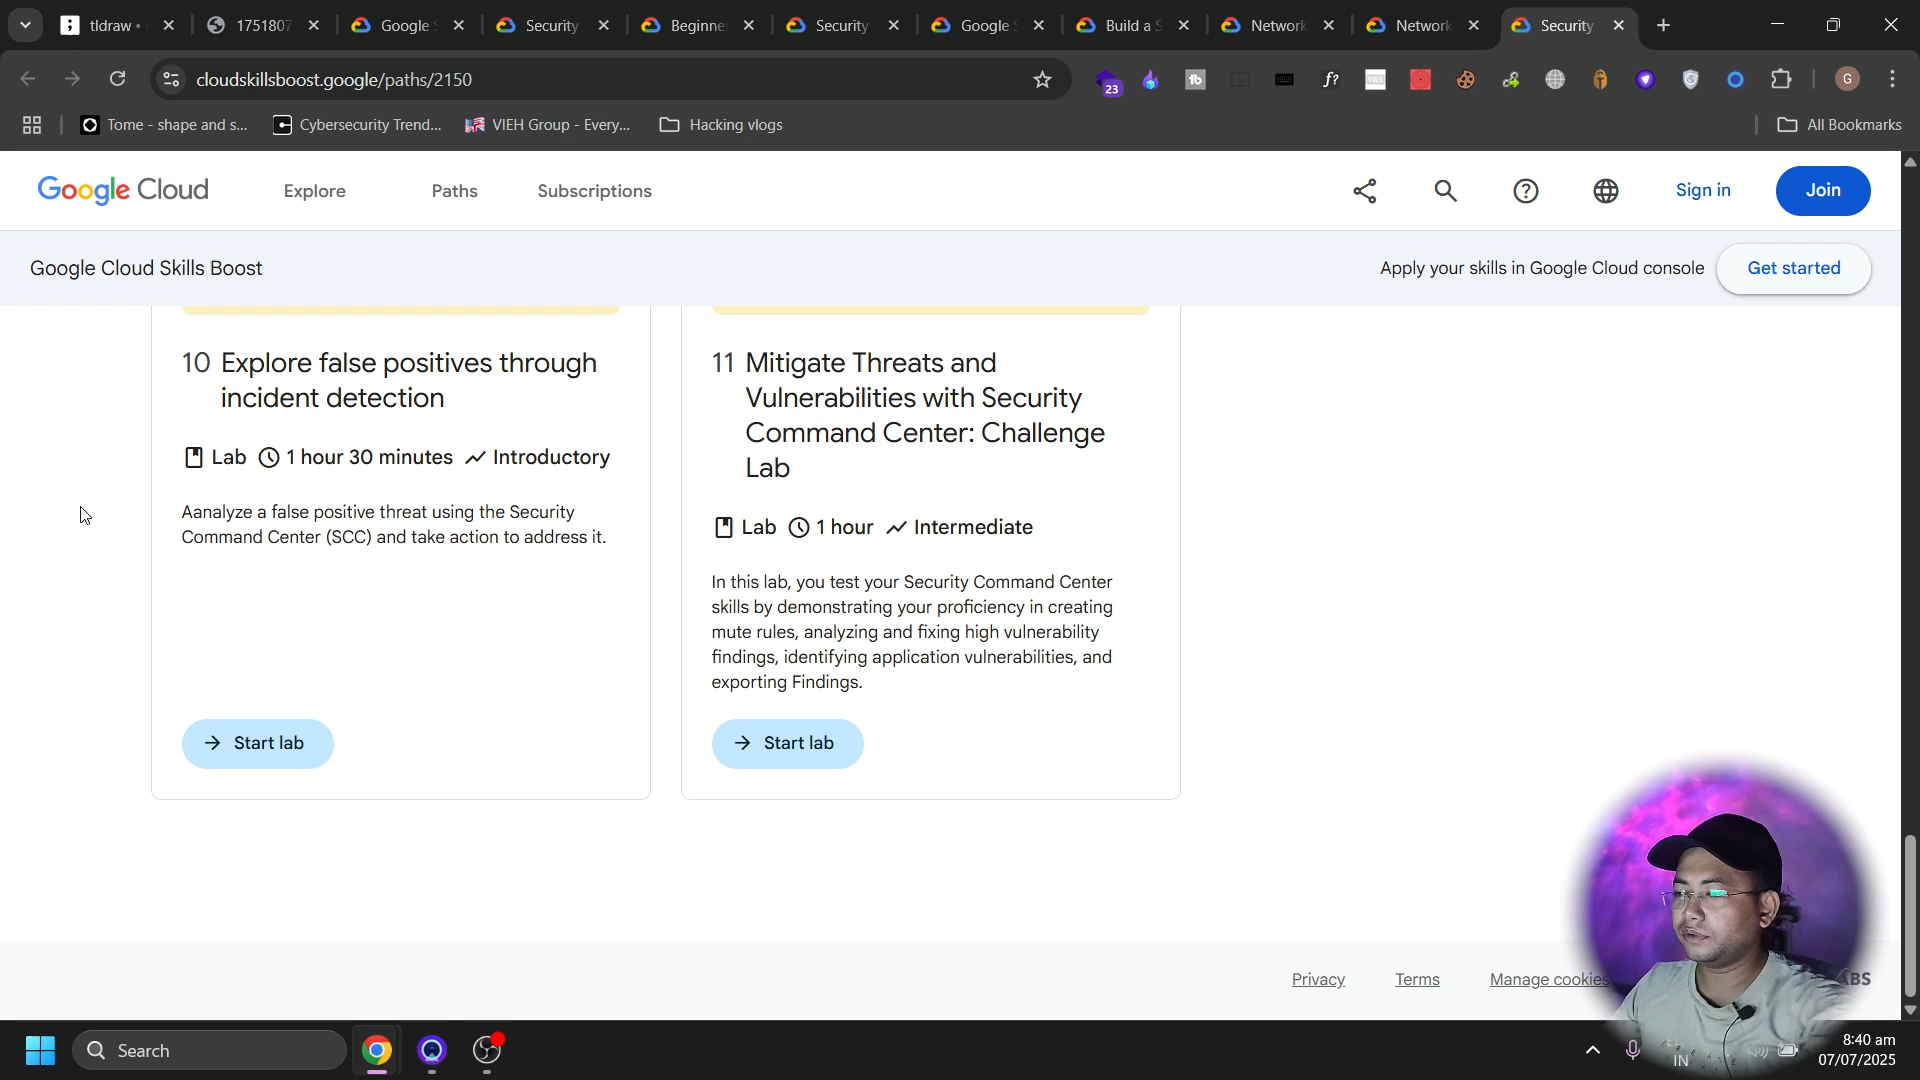 tldraw •
175180
Google S
Security
Beginne
Security
Google S
Build a S
Network
Network
Security
cloudskillsboost.google/paths/2150
23
Tome - shape and s...
Cybersecurity Trend...
VIEH Group - Every...
Hacking vlogs
All Bookmarks
Google Cloud
Explore
Paths
Subscriptions
Sign in
Join
Google Cloud Skills Boost
Apply your skills in Google Cloud console
Get started
10 Explore false positives through
incident detection
Lab 1 hour 30 minutes Introductory
Aanalyze a false positive threat using the Security
Command Center (SCC) and take action to address it.
Start lab
11 Mitigate Threats and
Vulnerabilities with Security
Command Center: Challenge
Lab
Lab 1 hour Intermediate
In this lab, you test your Security Command Center
skills by demonstrating your proficiency in creating
mute rules, analyzing and fixing high vulnerability
findings, identifying application vulnerabilities, and
exporting Findings.
Start lab
Privacy
Terms
Manage cookies
Search
IN
8:40 am
07/07/2025